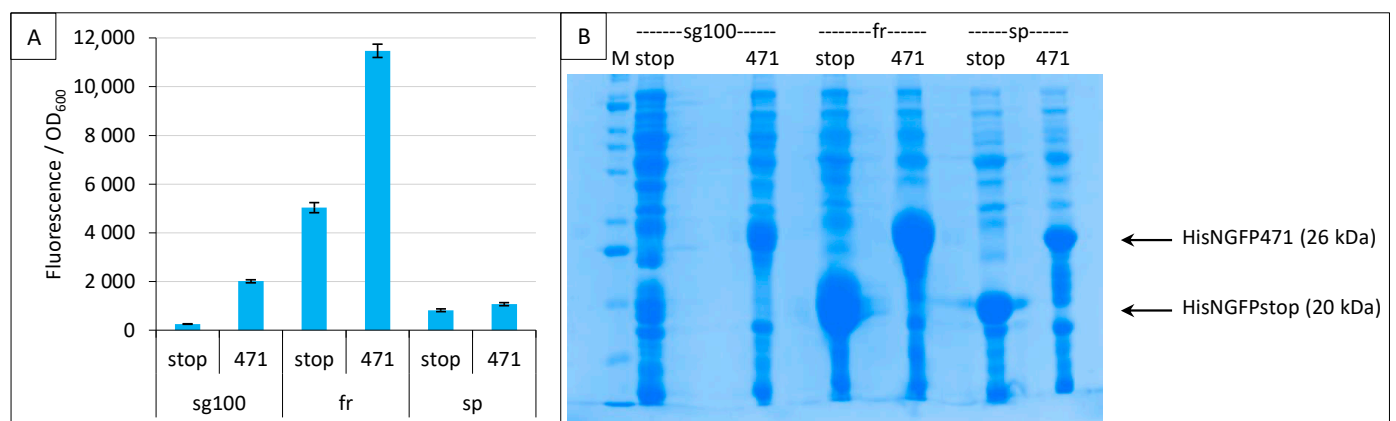 A
Fluorescence / OD600
12,000
10,000
8 000
6 000
4 000
2 000
0
stop 471 stop 471 stop 471
sg100 fr sp
B
-------sg100------ --------fr------ ------sp------
M stop 471 stop 471 stop 471
HisNGFP471 (26 kDa)
HisNGFPstop (20 kDa)